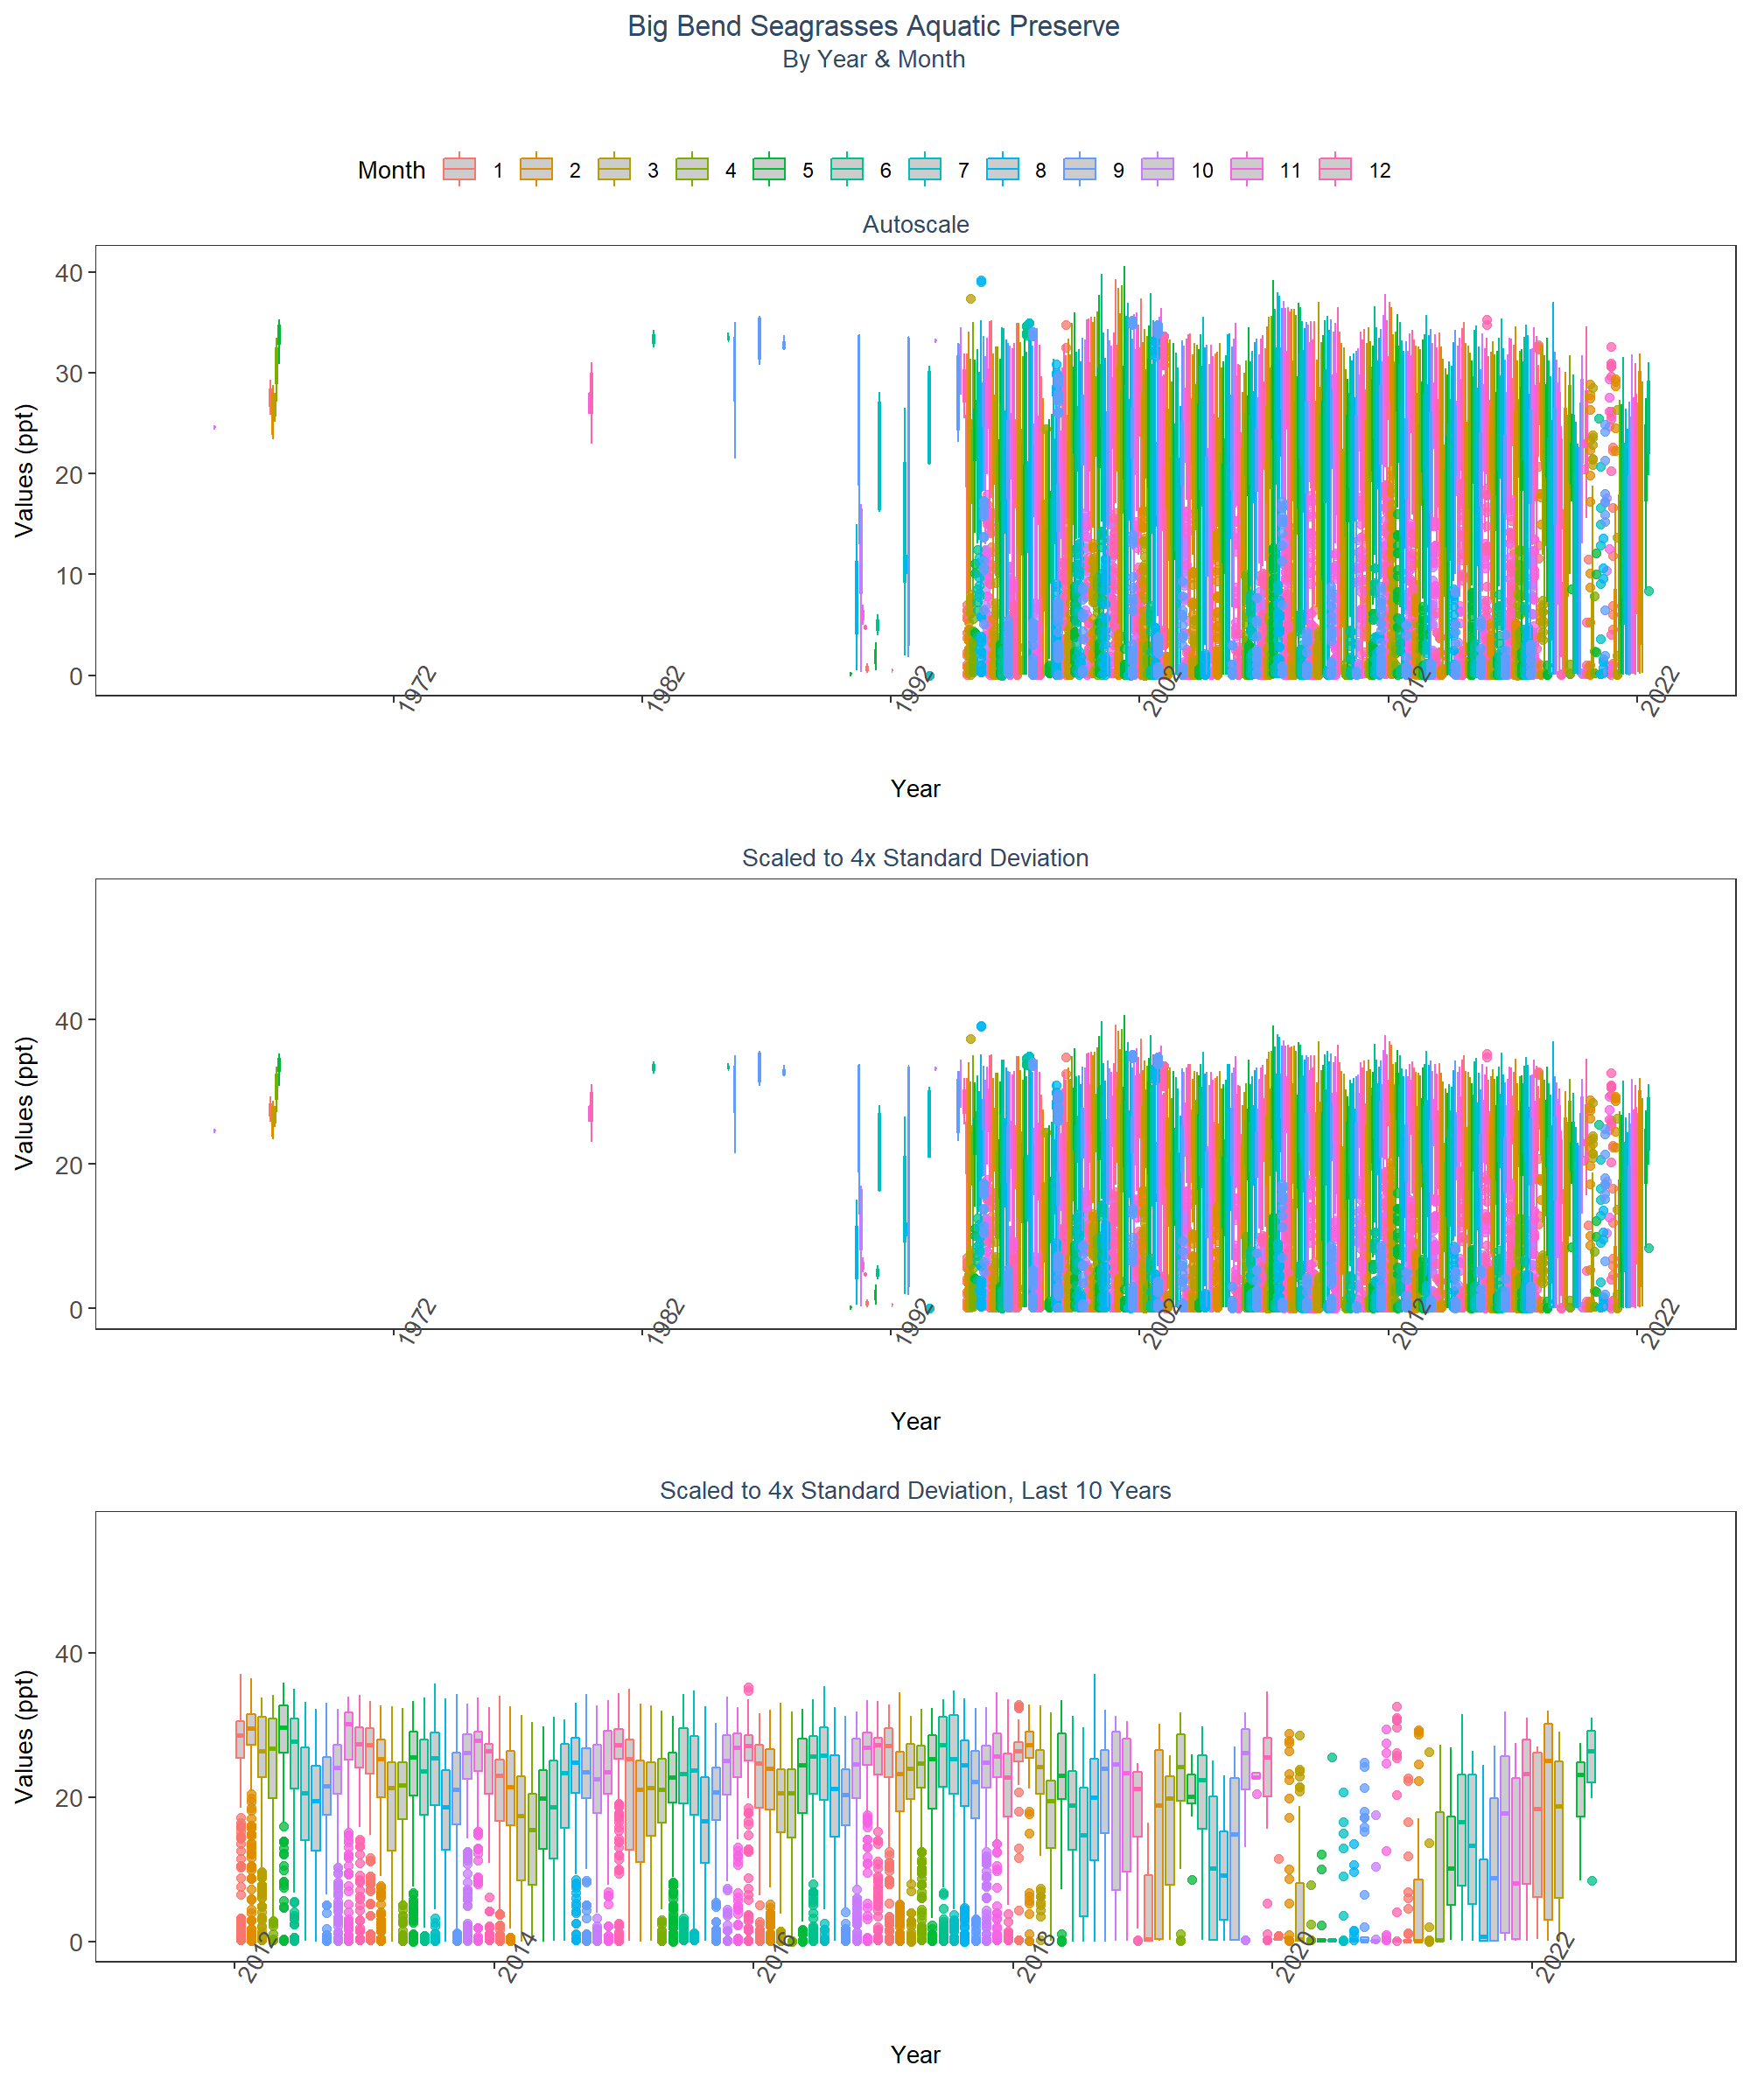 Big Bend Seagrasses Aquatic Preserve
By Year & Month
Month 1 2 3 4 5 6 7 8 9 10 11 12
Autoscale
Values (ppt)
40
30
20
10
0
1972 1982 1992 2002 2012 2022
Year
Scaled to 4x Standard Deviation
Values (ppt)
40
20
0
1972 1982 1992 2002 2012 2022
Year
Scaled to 4x Standard Deviation, Last 10 Years
Values (ppt)
40
20
0
2012 2014 2016 2018 2020 2022
Year